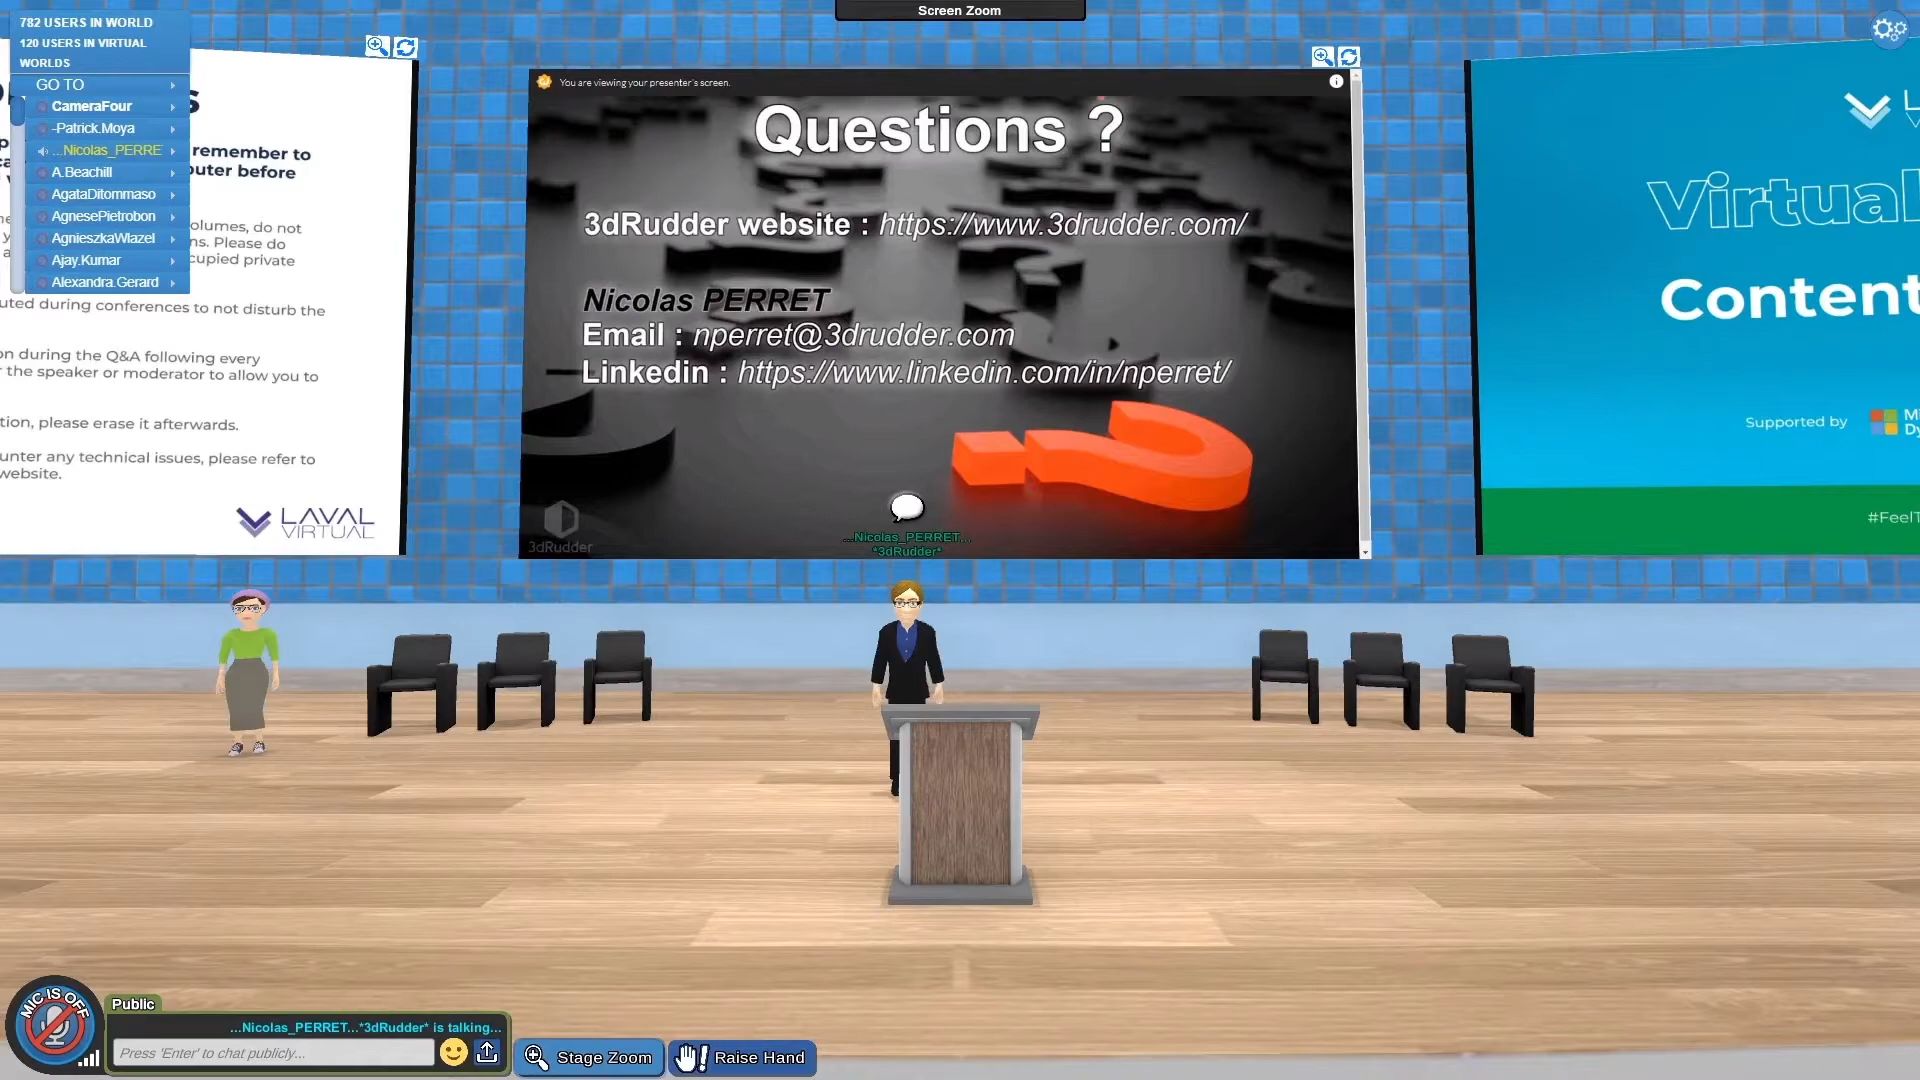 782 USERS IN WORLD
120 USERS IN VIRTUAL
WORLDS
GO TO
CameraFour
-Patrick.Moya
...Nicolas_PERRE
A.Beachill
AgataDitommaso
AgnesePietrobon
AgnieszkaWlazel
Ajay.Kumar
Alexandra.Gerard
remember to
before
olumes, do not
Please do
cupied private
uted during conferences to not disturb the
on during the Q&A following every
the speaker or moderator to allow you to
tion, please erase it afterwards.
unter any technical issues, please refer to
website.
LAVAL
VIRTUAL
Screen Zoom
You are viewing your presenter's screen.
Questions ?
3dRudder website : https://www.3drudder.com/
Nicolas PERRET
Email : nperret@3drudder.com
Linkedin : https://www.linkedin.com/in/nperret/
3dRudder
...Nicolas_PERRET...
*3dRudder*
Virtual
Content
Supported by
#FeelT
MIC IS OFF
Public
...Nicolas_PERRET...*3dRudder* is talking...
Press 'Enter' to chat publicly...
Stage Zoom
Raise Hand